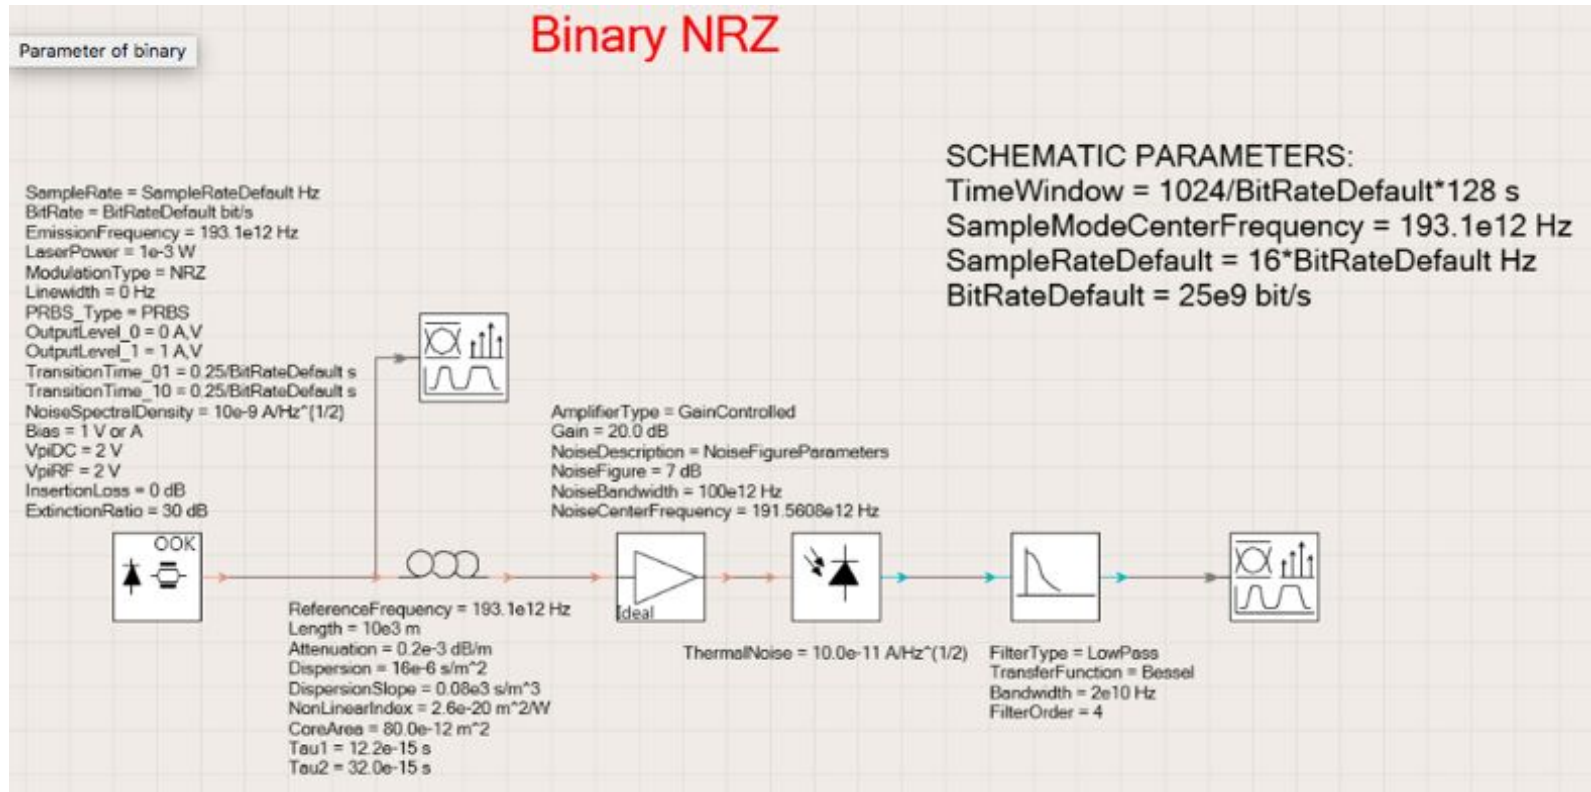 Binary NRZ
Parameter of binary
SCHEMATIC PARAMETERS:
TimeWindow = 1024/BitRateDefault*128 s
SampleModeCenterFrequency = 193.1e12 Hz
SampleRateDefault = 16*BitRateDefault Hz
BitRateDefault = 25e9 bit/s
SampleRate = SampleRateDefault Hz
BitRate = BitRateDefault bit/s
EmissionFrequency = 193.1e12 Hz
LaserPower = 1e-3 W
ModulationType = NRZ
Linewidth = 0 Hz
PRBS_Type = PRBS
OutputLevel_0 = 0 A,V
OutputLevel_1 = 1 A,V
TransitionTime_01 = 0.25/BitRateDefault s
TransitionTime_10 = 0.25/BitRateDefault s
NoiseSpectralDensity = 10e-9 A/Hz^(1/2)
Bias = 1 V or A
VpiDC = 2 V
VpiRF = 2 V
InsertionLoss = 0 dB
ExtinctionRatio = 30 dB
OOK
AmplifierType = GainControlled
Gain = 20.0 dB
NoiseDescription = NoiseFigureParameters
NoiseFigure = 7 dB
NoiseBandwidth = 100e12 Hz
NoiseCenterFrequency = 191.5608e12 Hz
Ideal
ReferenceFrequency = 193.1e12 Hz
Length = 10e3 m
Attenuation = 0.2e-3 dB/m
Dispersion = 16e-6 s/m^2
DispersionSlope = 0.08e3 s/m^3
NonLinearIndex = 2.6e-20 m^2/W
CoreArea = 80.0e-12 m^2
Tau1 = 12.2e-15 s
Tau2 = 32.0e-15 s
ThermalNoise = 10.0e-11 A/Hz^(1/2)
FilterType = LowPass
TransferFunction = Bessel
Bandwidth = 2e10 Hz
FilterOrder = 4